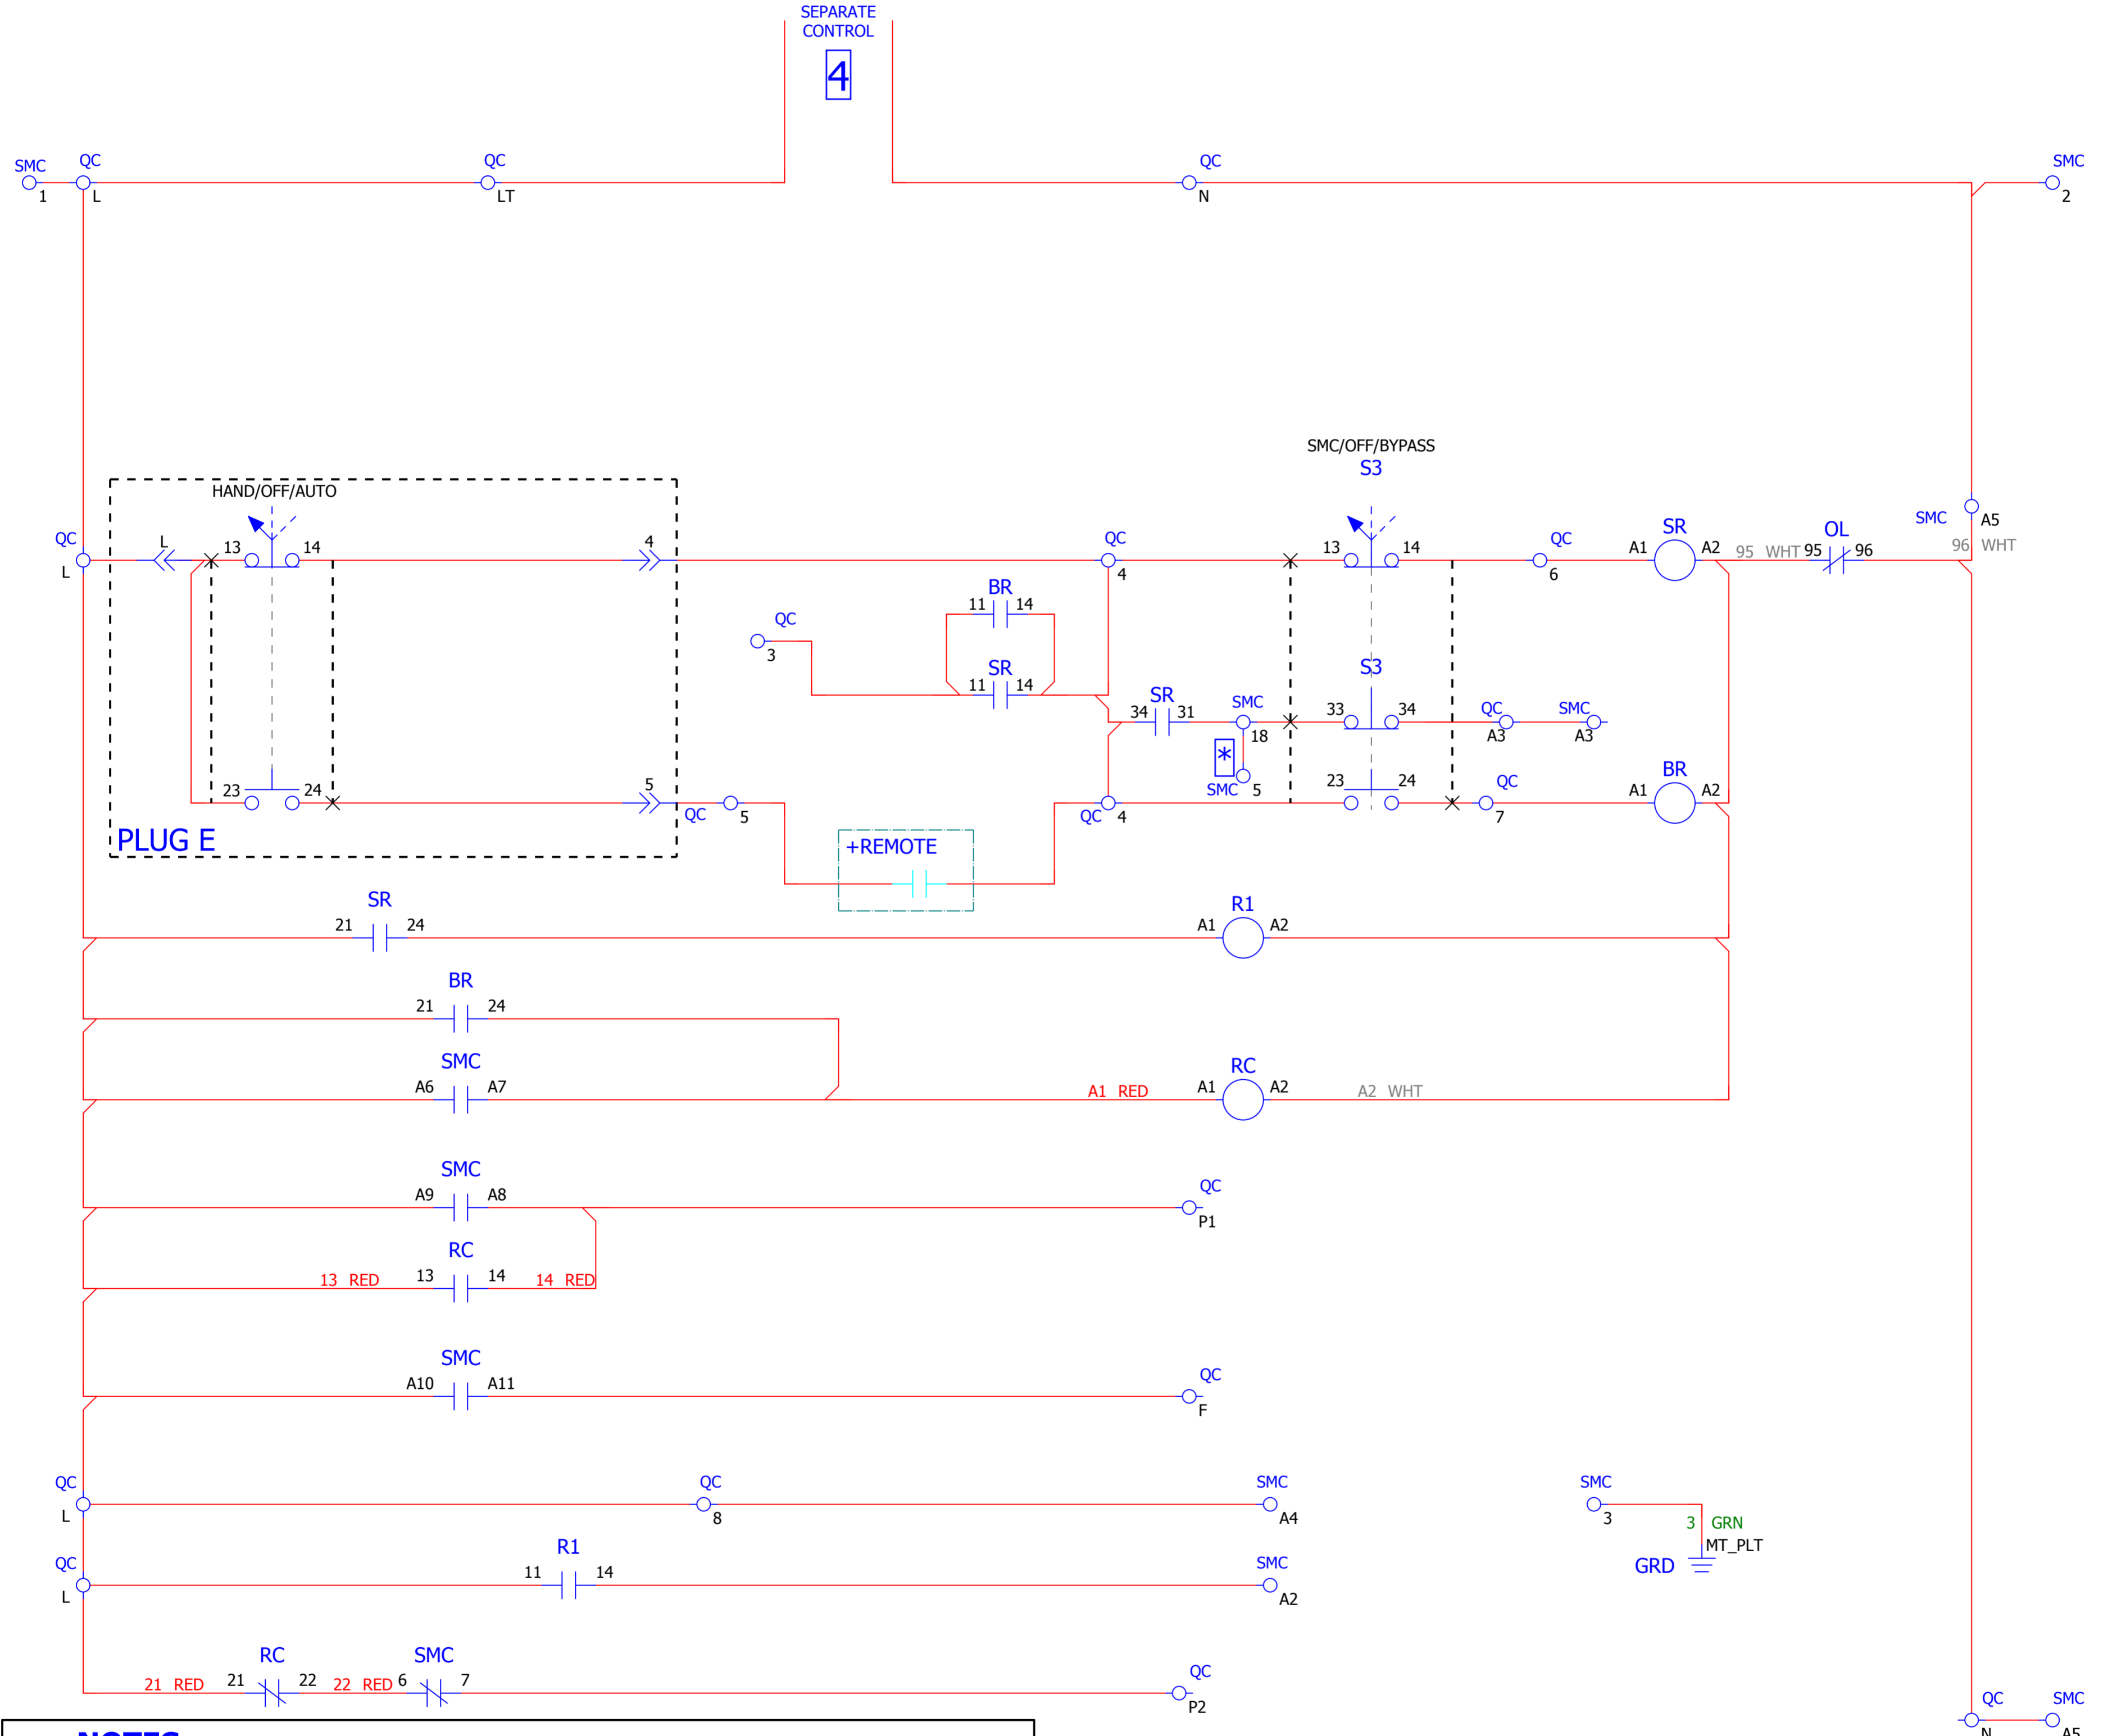 SEPARATE
CONTROL
4
SMC
1
QC
L
QC
LT
QC
N
SMC
2
SMC/OFF/BYPASS
S3
HAND/OFF/AUTO
QC
L
L
13
14
4
QC
4
13
14
QC
6
SR
A1
A2
95 WHT
95
OL
96
SMC
A5
96 WHT
QC
3
BR
11
14
SR
11
14
SR
34
31
SMC
18
*
SMC
5
S3
33
34
QC
A3
SMC
A3
23
24
5
QC
5
QC
4
23
24
QC
7
BR
A1
A2
PLUG E
+REMOTE
SR
21
24
R1
A1
A2
BR
21
24
SMC
A6
A7
A1 RED
RC
A1
A2
A2 WHT
SMC
A9
A8
QC
P1
RC
13 RED
13
14
14 RED
SMC
A10
A11
QC
F
QC
L
QC
8
SMC
A4
SMC
3
3 GRN
MT_PLT
GRD
QC
L
R1
11
14
SMC
A2
RC
21 RED
21
22
22 RED
SMC
6
7
QC
P2
QC
N
SMC
A5
NOTES